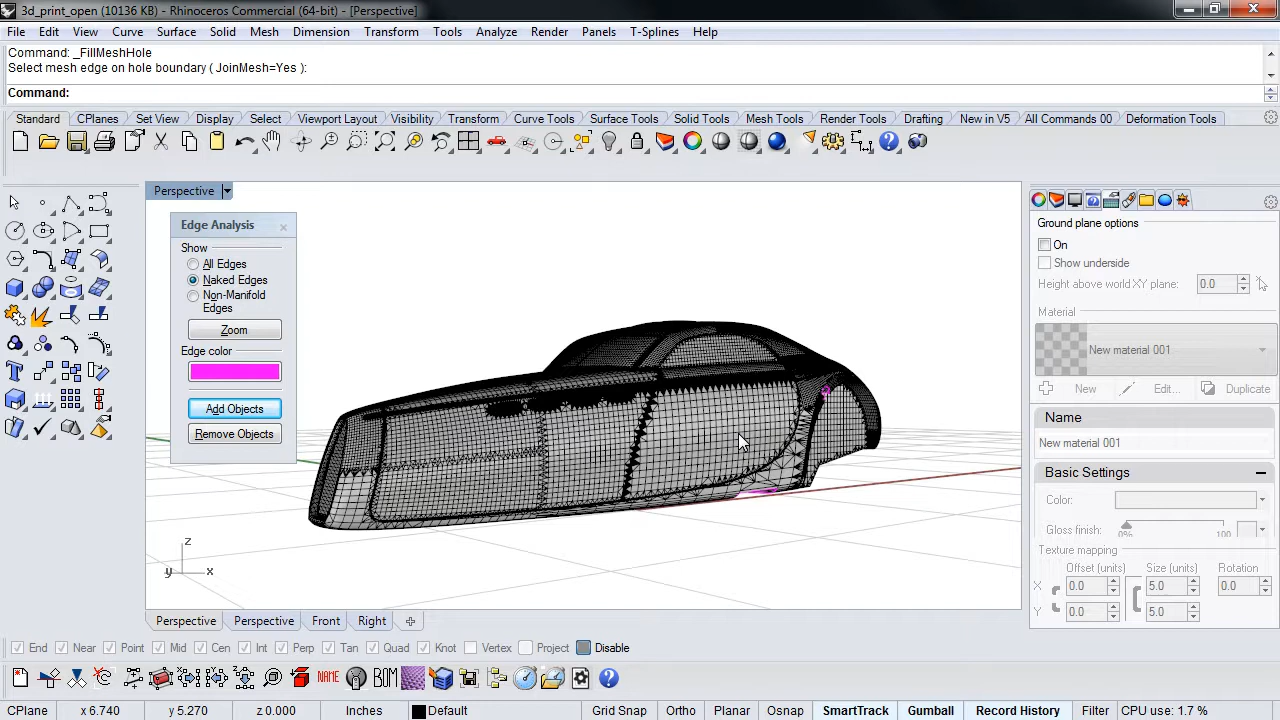 3d_print_open (10136 KB) - Rhinoceros Commercial (64-bit) - [Perspective]
File Edit View Curve Surface Solid Mesh Dimension Transform Tools Analyze Render Panels T-Splines Help
Command: _FillMeshHole
Select mesh edge on hole boundary ( JoinMesh=Yes ):
Command:
Standard CPlanes Set View Display Select Viewport Layout Visibility Transform Curve Tools Surface Tools Solid Tools Mesh Tools Render Tools Drafting New in V5 All Commands 00 Deformation Tools
Perspective
Edge Analysis
Show
All Edges
Naked Edges
Non-Manifold
Edges
Zoom
Edge color
Add Objects
Remove Objects
z
y x
Ground plane options
On
Show underside
Height above world XY plane: 0.0
Material
New material 001
New Edit... Duplicate
Name
New material 001
Basic Settings
Color:
Gloss finish: 0% 100
Texture mapping
Offset (units) Size (units) Rotation
X 0.0 5.0 0.0
Y 0.0 5.0
Perspective Perspective Front Right
End Near Point Mid Cen Int Perp Tan Quad Knot Vertex Project Disable
NAME BOM
CPlane x 6.740 y 5.270 z 0.000 Inches Default Grid Snap Ortho Planar Osnap SmartTrack Gumball Record History Filter CPU use: 1.7 %